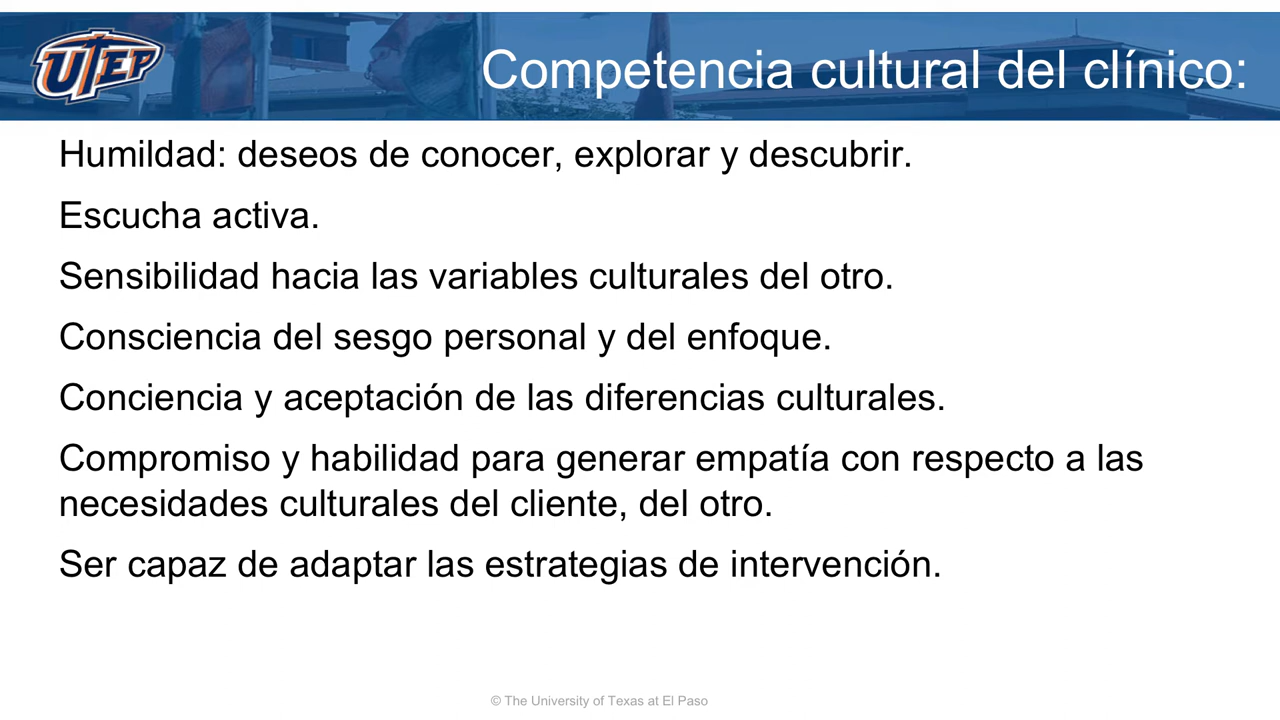 UTEP
Competencia cultural del clínico:
Humildad: deseos de conocer, explorar y descubrir.
Escucha activa.
Sensibilidad hacia las variables culturales del otro.
Consciencia del sesgo personal y del enfoque.
Conciencia y aceptación de las diferencias culturales.
Compromiso y habilidad para generar empatía con respecto a las
necesidades culturales del cliente, del otro.
Ser capaz de adaptar las estrategias de intervención.
© The University of Texas at El Paso